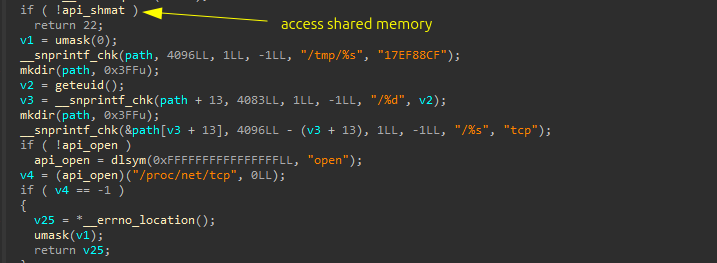 if ( !api_shmat )
access shared memory
return 22;
v1 = umask(0);
__snprintf_chk(path, 4096LL, 1LL, -1LL, "/tmp/%s", "17EF88CF");
mkdir(path, 0x3FFu);
v2 = geteuid();
v3 = __snprintf_chk(path + 13, 4083LL, 1LL, -1LL, "/%d", v2);
mkdir(path, 0x3FFu);
__snprintf_chk(&path[v3 + 13], 4096LL - (v3 + 13), 1LL, -1LL, "/%s", "tcp");
if ( !api_open )
api_open = dlsym(0xFFFFFFFFFFFFFFFFLL, "open");
v4 = (api_open)("/proc/net/tcp", 0LL);
if ( v4 == -1 )
{
v25 = *__errno_location();
umask(v1);
return v25;